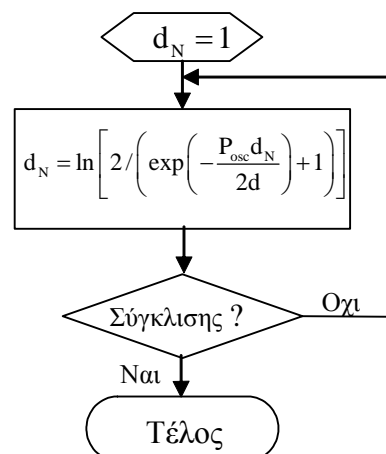 d_N = 1
d_N = ln[2/(exp(-P_osc d_N / 2d)+1)]
Σύγκλισης ?
Οχι
Ναι
Τέλος